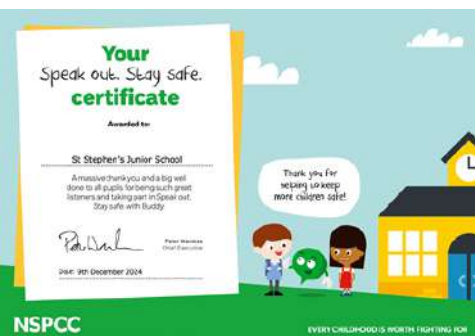 Your
Speak out. Stay safe.
certificate
Awarded to:
St Stephen's Junior School
A massive thank you and a big well
done to all pupils for being such great
listeners and taking part in Speak out.
Stay safe with Buddy
Thank you for
helping to keep
more children safe!
Peter
Chief Executive
Date: 9th December 2024
NSPCC
EVERY CHILDHOOD IS WORTH FIGHTING FOR